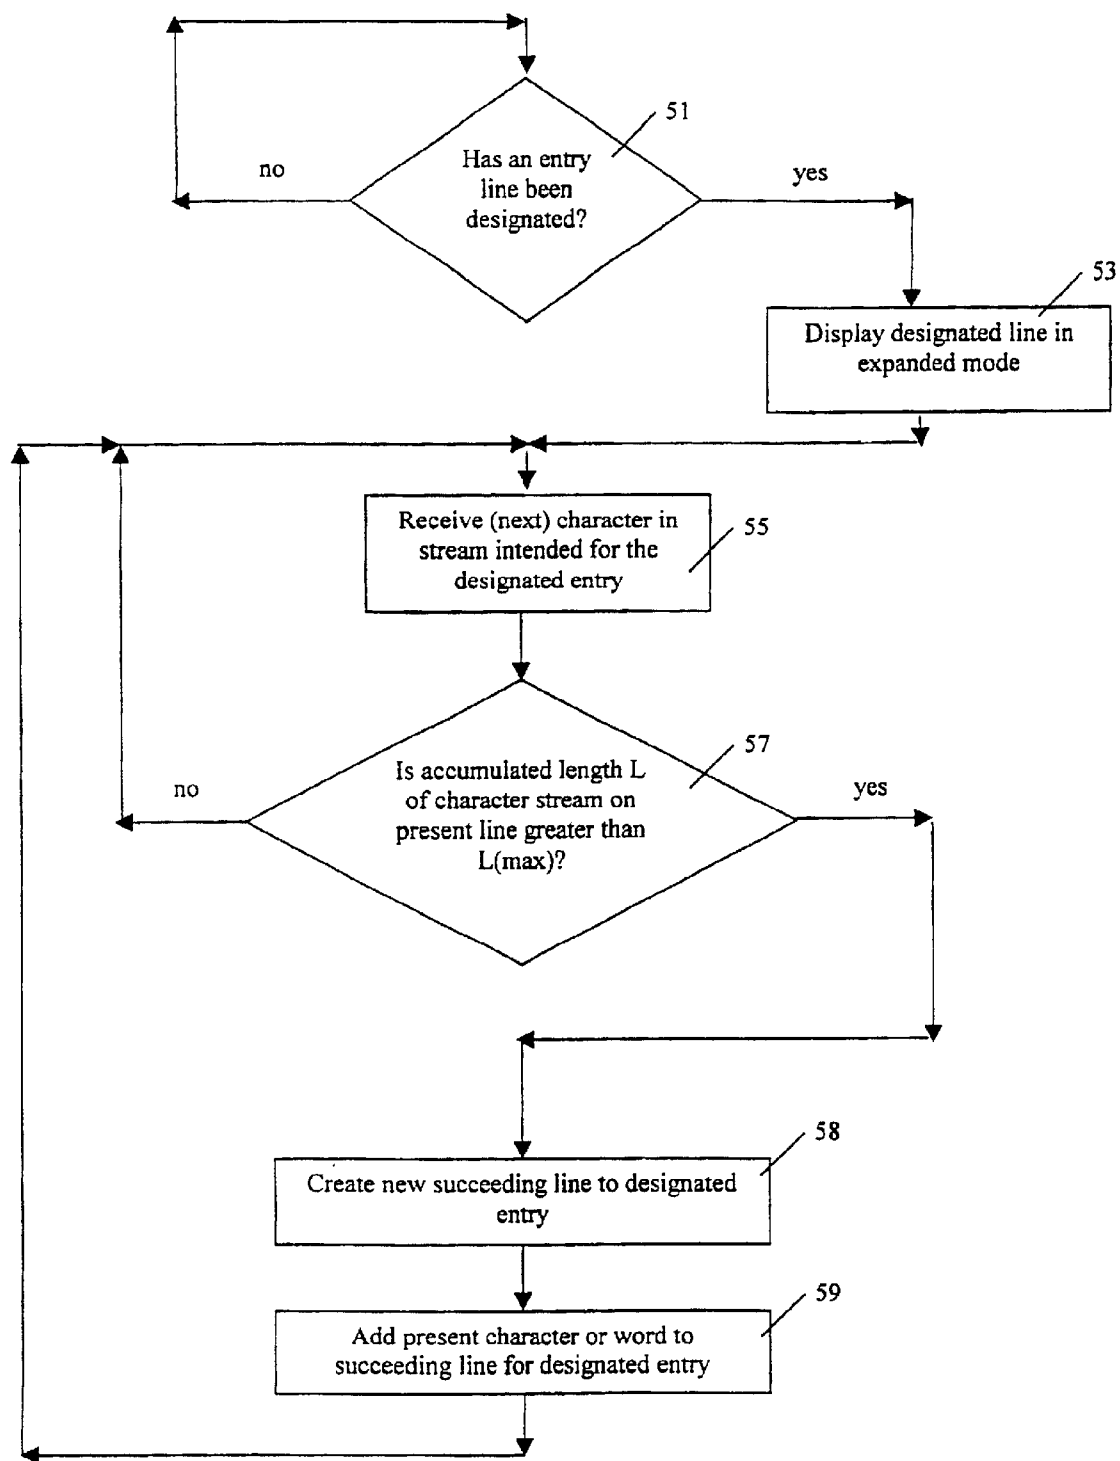 51
Has an entry
line been
designated?
no
yes
53
Display designated line in
expanded mode
Receive (next) character in
stream intended for the
designated entry
55
57
Is accumulated length L
of character stream on
present line greater than
L(max)?
no
yes
58
Create new succeeding line to designated
entry
59
Add present character or word to
succeeding line for designated entry